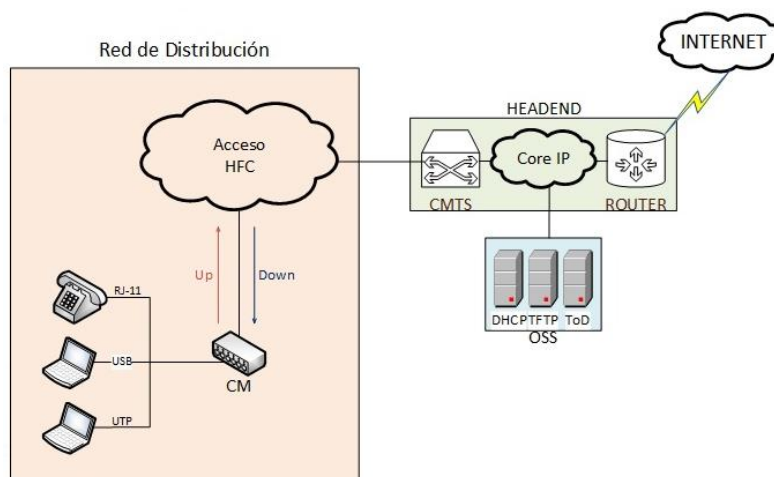 Red de Distribución
INTERNET
HEADEND
Acceso
HFC
Core IP
CMTS
ROUTER
Up
Down
RJ-11
DHCP TFTP ToD
OSS
USB
CM
UTP